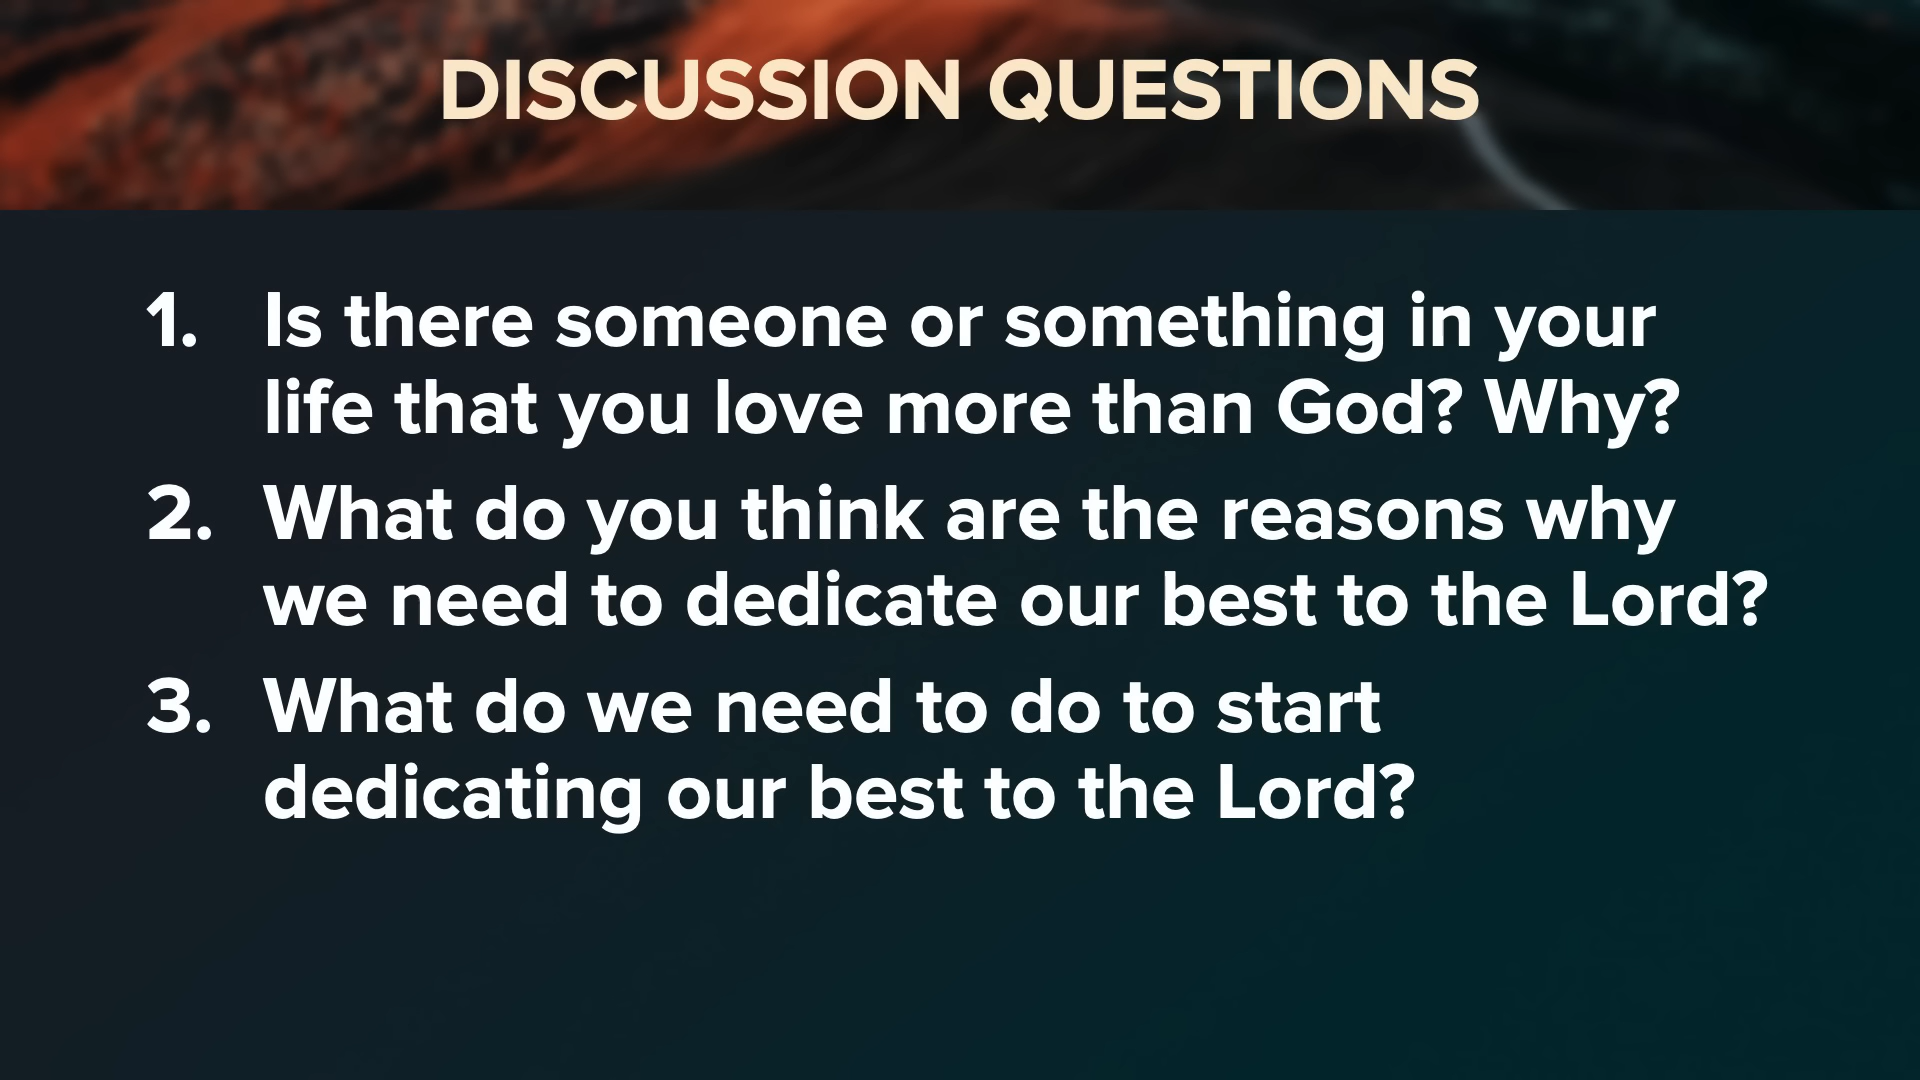 DISCUSSION QUESTIONS
1. Is there someone or something in your
life that you love more than God? Why?
2. What do you think are the reasons why
we need to dedicate our best to the Lord?
3. What do we need to do to start
dedicating our best to the Lord?